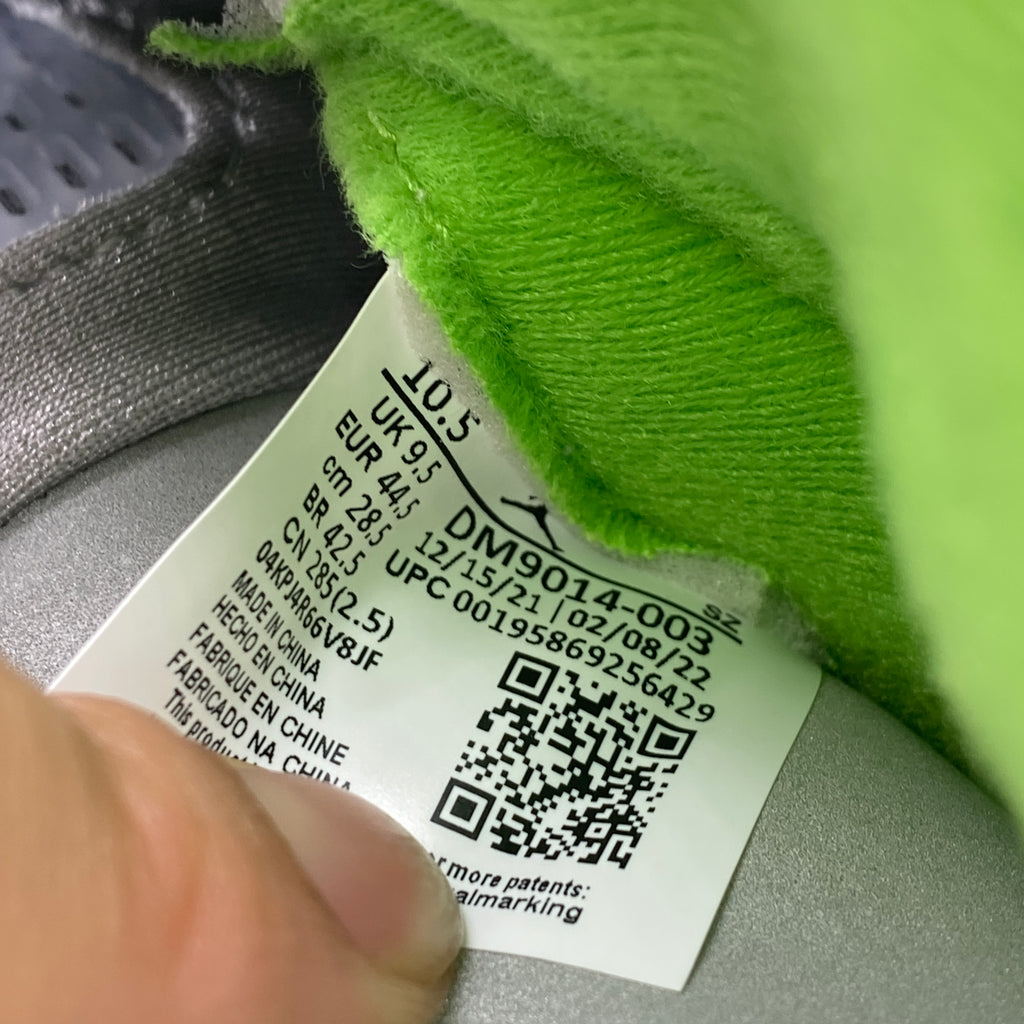 10.5
UK 9.5
EUR 44.5
cm 28.5
BR 42.5
CN 285(2.5)
04KPJ4R66V8JF
MADE IN CHINA
HECHO EN CHINA
FABRIQUE EN CHINE
FABRICADO NA CHINA
This
SZ
DM9014-003
12/15/21 | 02/08/22
UPC 00195869256429
more patents: